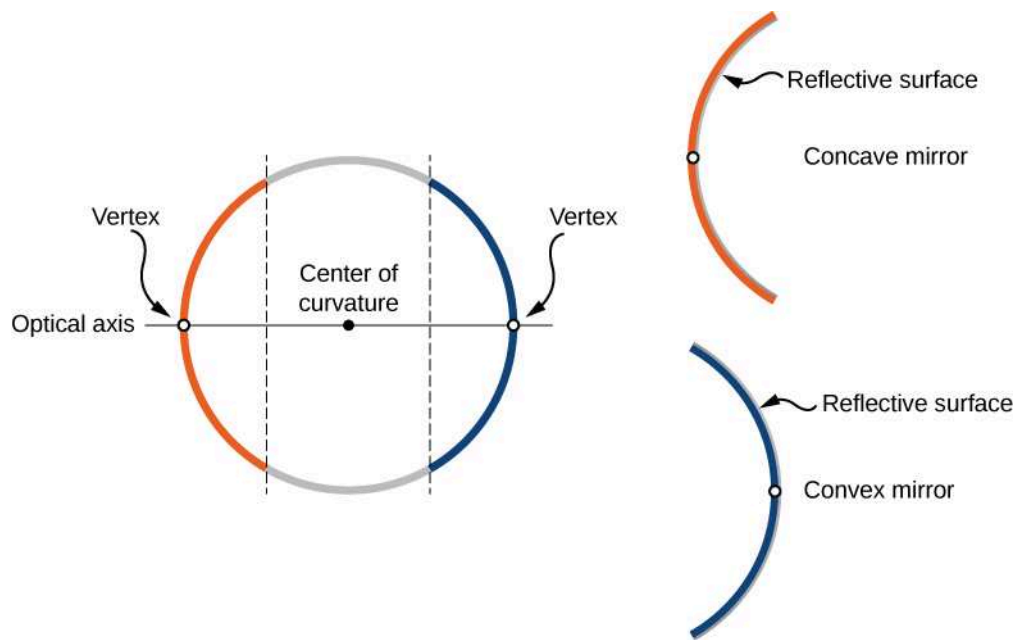 Vertex
Vertex
Center of
curvature
Optical axis
Reflective surface
Concave mirror
Reflective surface
Convex mirror